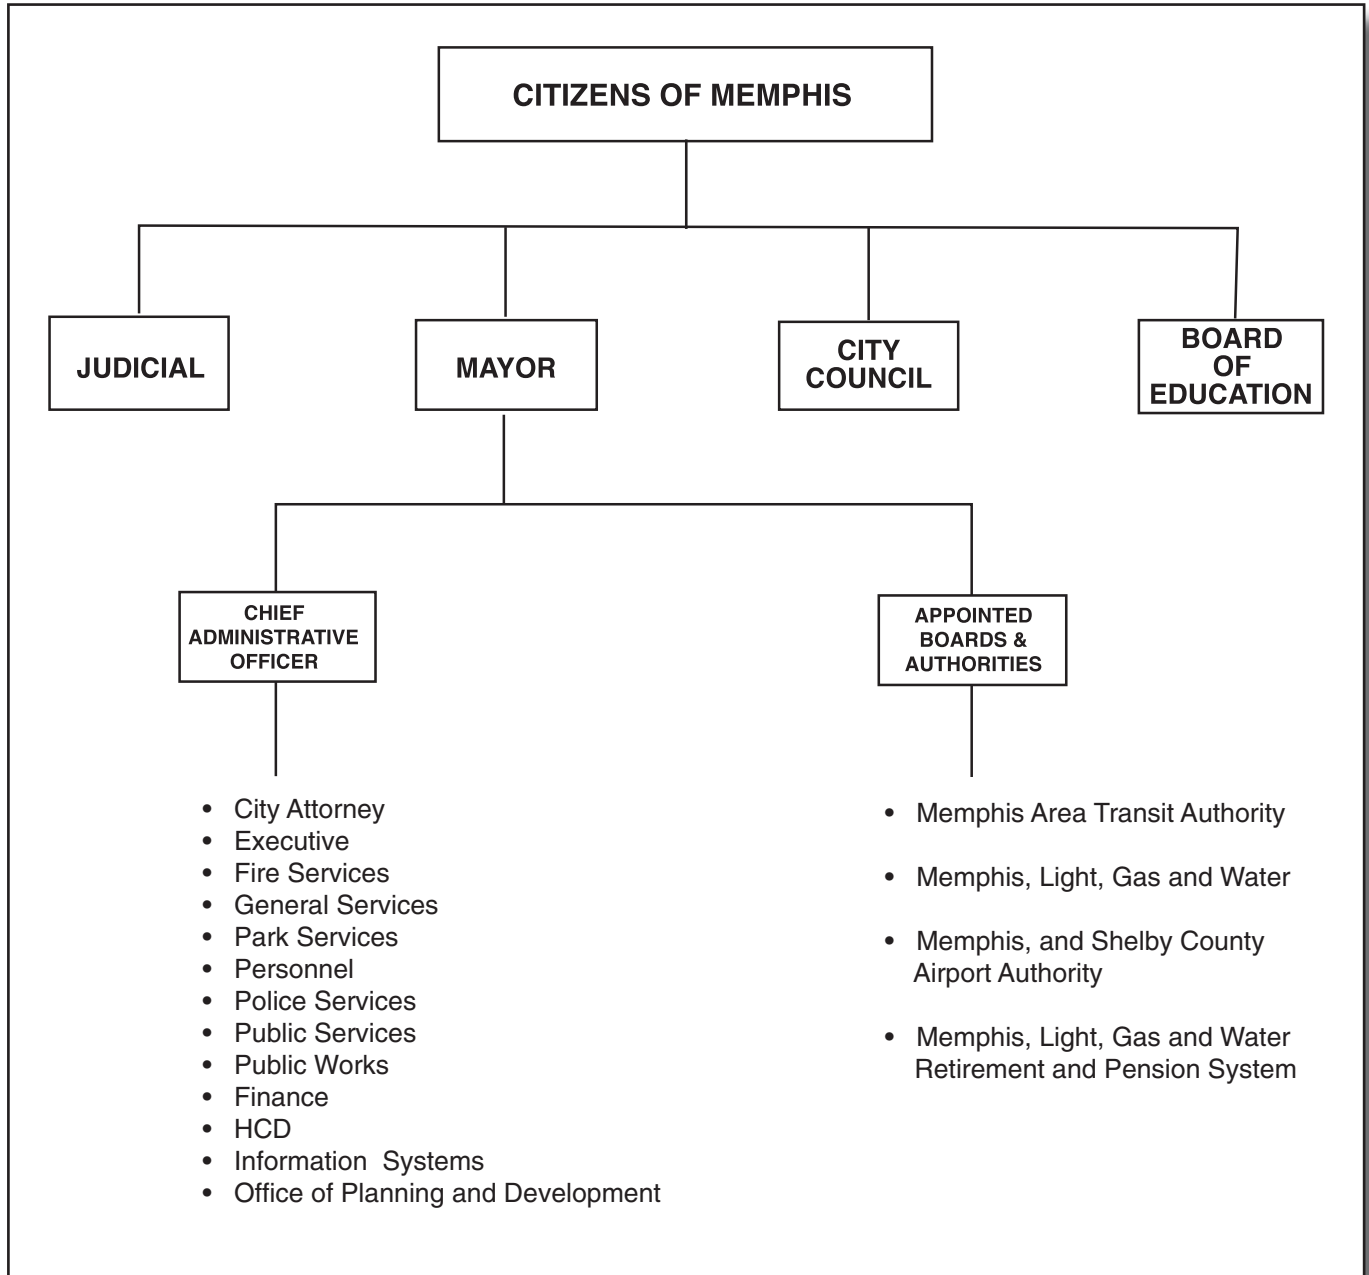 CITIZENS OF MEMPHIS
JUDICIAL
MAYOR
CITY
COUNCIL
BOARD
OF
EDUCATION
CHIEF
ADMINISTRATIVE
OFFICER
APPOINTED
BOARDS &
AUTHORITIES
• City Attorney
• Executive
• Fire Services
• General Services
• Park Services
• Personnel
• Police Services
• Public Services
• Public Works
• Finance
• HCD
• Information  Systems
• Office of Planning and Development
• Memphis Area Transit Authority
• Memphis, Light, Gas and Water
• Memphis, and Shelby County
Airport Authority
• Memphis, Light, Gas and Water
Retirement and Pension System